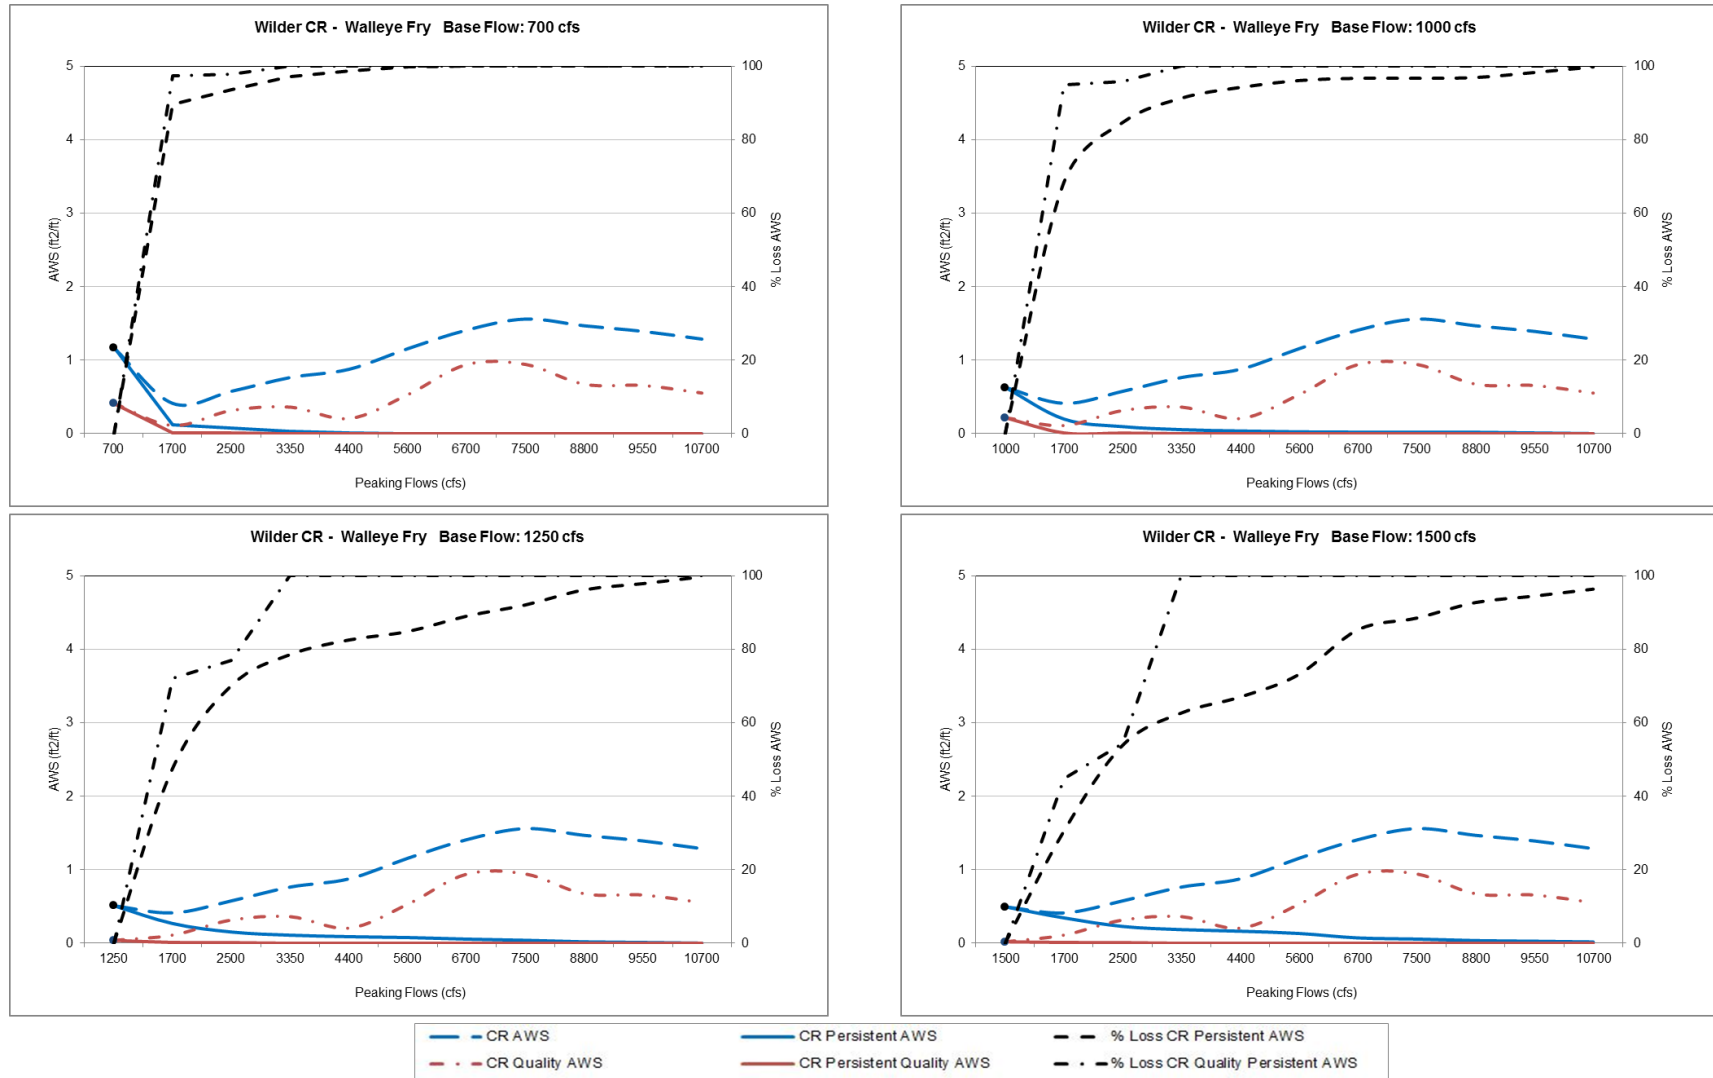 Wilder CR - Walleye Fry Base Flow: 700 cfs
5
4
3
2
1
0
AWS (ft2/ft)
100
80
60
40
20
0
% Loss AWS
700 1700 2500 3350 4400 5600 6700 7500 8800 9550 10700
Peaking Flows (cfs)
Wilder CR - Walleye Fry Base Flow: 1000 cfs
5
4
3
2
1
0
AWS (ft2/ft)
100
80
60
40
20
0
% Loss AWS
1000 1700 2500 3350 4400 5600 6700 7500 8800 9550 10700
Peaking Flows (cfs)
Wilder CR - Walleye Fry Base Flow: 1250 cfs
5
4
3
2
1
0
AWS (ft2/ft)
100
80
60
40
20
0
% Loss AWS
1250 1700 2500 3350 4400 5600 6700 7500 8800 9550 10700
Peaking Flows (cfs)
Wilder CR - Walleye Fry Base Flow: 1500 cfs
5
4
3
2
1
0
AWS (ft2/ft)
100
80
60
40
20
0
% Loss AWS
1500 1700 2500 3350 4400 5600 6700 7500 8800 9550 10700
Peaking Flows (cfs)
CR AWS CR Persistent AWS % Loss CR Persistent AWS
CR Quality AWS CR Persistent Quality AWS % Loss CR Quality Persistent AWS